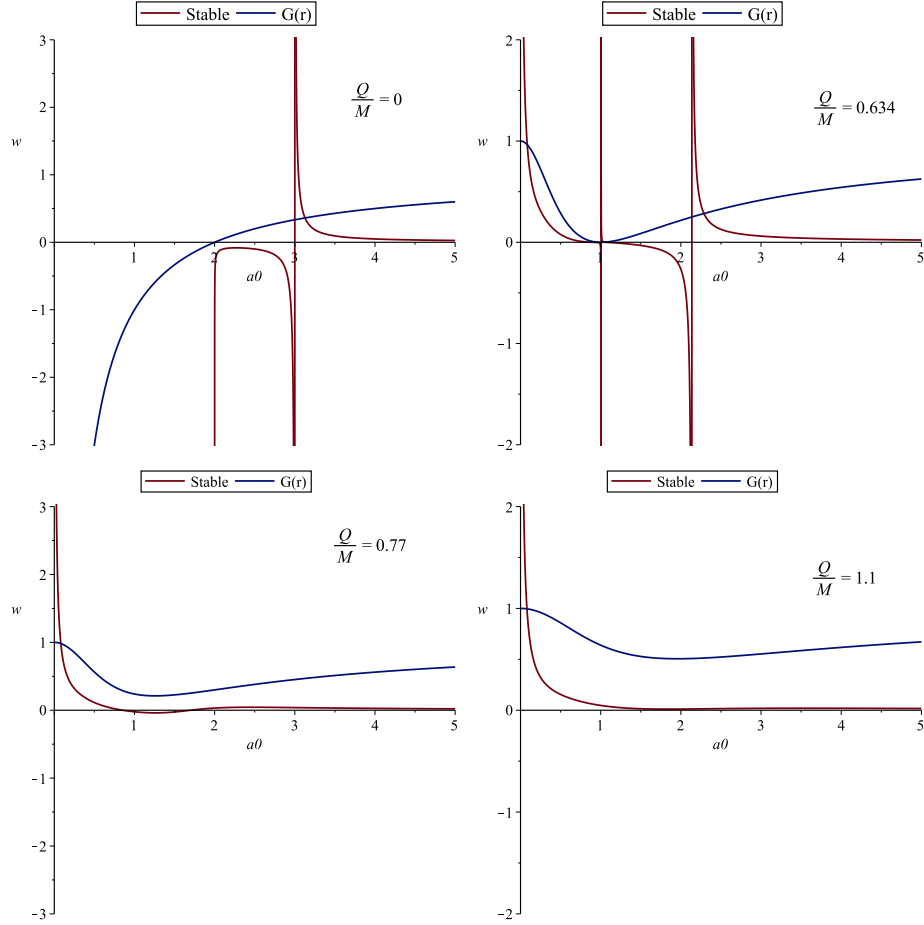 Stable G(r)
Q/M = 0
w
3
2
1
0
−1
−2
−3
1 2 3 4 5
a0
Stable G(r)
Q/M = 0.634
w
2
1
0
−1
−2
1 2 3 4 5
a0
Stable G(r)
Q/M = 0.77
w
3
2
1
0
−1
−2
−3
1 2 3 4 5
a0
Stable G(r)
Q/M = 1.1
w
2
1
0
−1
−2
1 2 3 4 5
a0